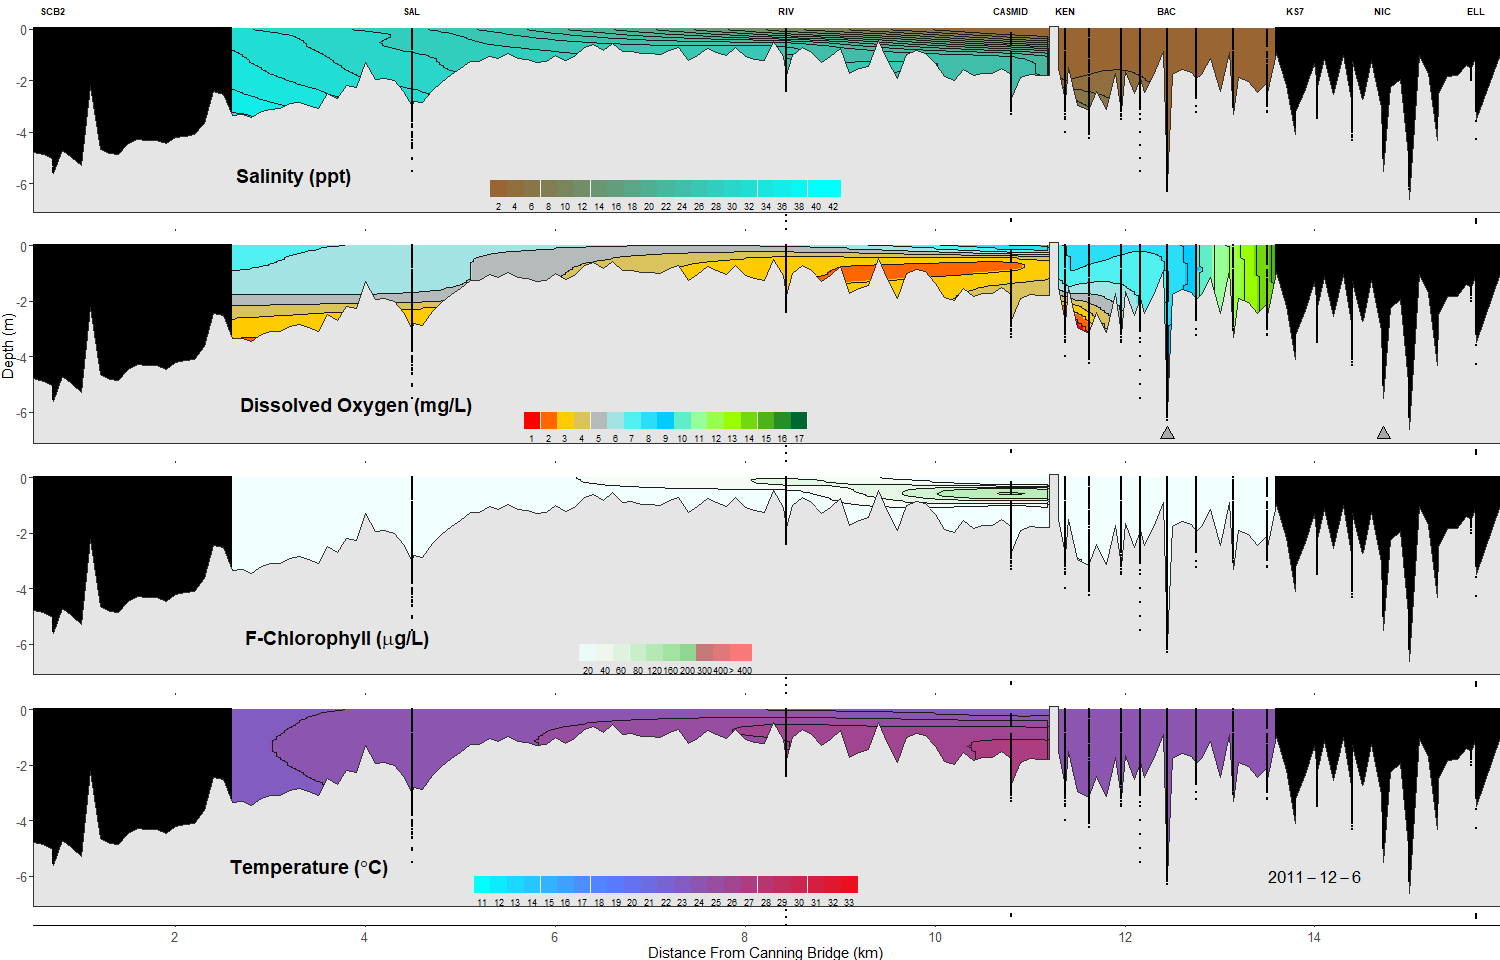 SCB2 SAL RIV CASMID KEN BAC KS7 NIC ELL
0
-2
-4
-6
Salinity (ppt)
2 4 6 8 10 12 14 16 18 20 22 24 26 28 30 32 34 36 38 40 42
0
-2
-4
-6
Dissolved Oxygen (mg/L)
1 2 3 4 5 6 7 8 9 10 11 12 13 14 15 16 17
Depth (m)
0
-2
-4
-6
F-Chlorophyll (µg/L)
20 40 60 80 120 160 200 300 400 > 400
0
-2
-4
-6
Temperature (°C)
11 12 13 14 15 16 17 18 19 20 21 22 23 24 25 26 27 28 29 30 31 32 33
2011 – 12 – 6
2 4 6 8 10 12 14
Distance From Canning Bridge (km)